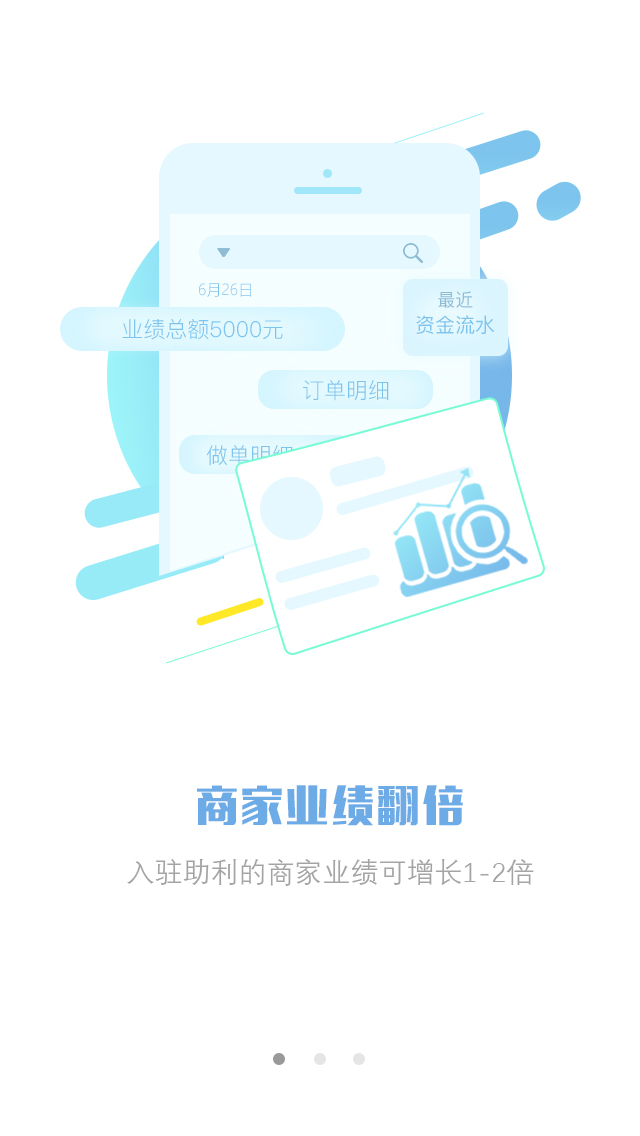 6月26日
最近
资金流水
业绩总额5000元
订单明细
做单明细
商家业绩翻倍
入驻助利的商家业绩可增长1-2倍